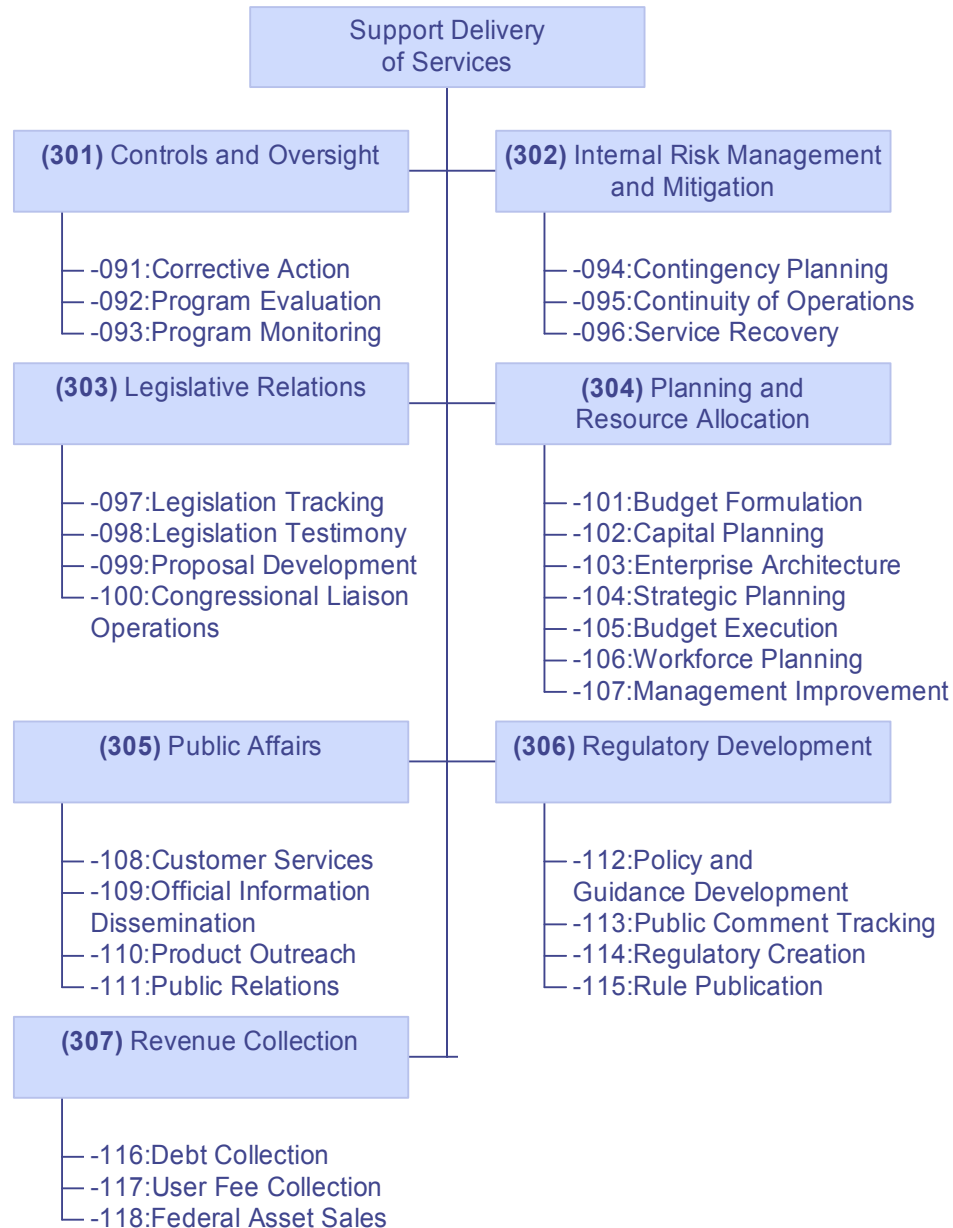 Support Delivery
of Services
(301) Controls and Oversight
-091:Corrective Action
-092:Program Evaluation
-093:Program Monitoring
(302) Internal Risk Management
and Mitigation
-094:Contingency Planning
-095:Continuity of Operations
-096:Service Recovery
(303) Legislative Relations
-097:Legislation Tracking
-098:Legislation Testimony
-099:Proposal Development
-100:Congressional Liaison
Operations
(304) Planning and
Resource Allocation
-101:Budget Formulation
-102:Capital Planning
-103:Enterprise Architecture
-104:Strategic Planning
-105:Budget Execution
-106:Workforce Planning
-107:Management Improvement
(305) Public Affairs
-108:Customer Services
-109:Official Information
Dissemination
-110:Product Outreach
-111:Public Relations
(306) Regulatory Development
-112:Policy and
Guidance Development
-113:Public Comment Tracking
-114:Regulatory Creation
-115:Rule Publication
(307) Revenue Collection
-116:Debt Collection
-117:User Fee Collection
-118:Federal Asset Sales